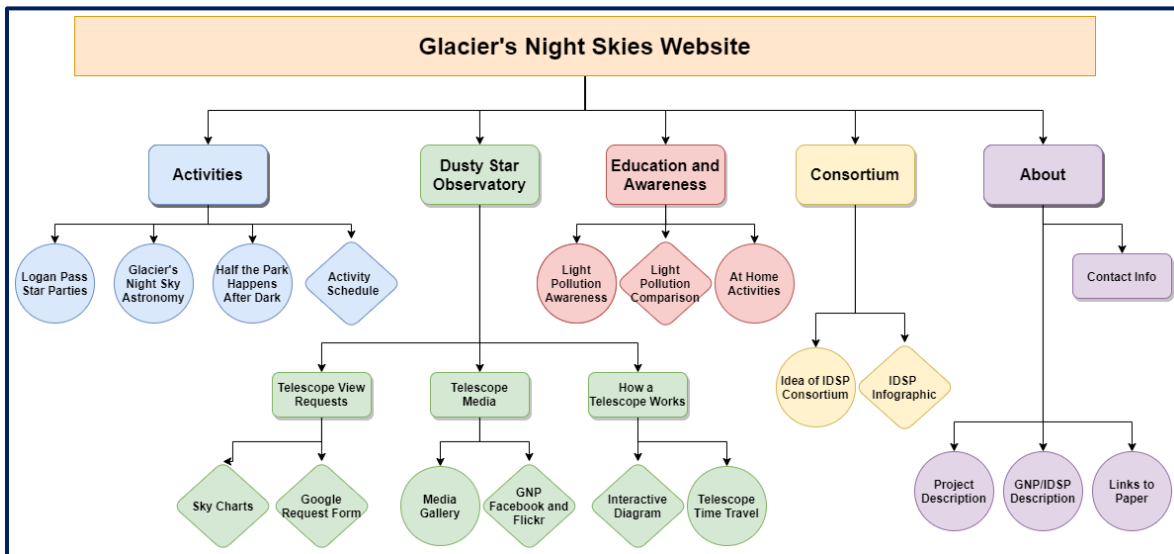 Glacier's Night Skies Website
Activities
Dusty Star
Observatory
Education and
Awareness
Consortium
About
Logan Pass
Star Parties
Glacier's
Night Sky
Astronomy
Half the Park
Happens
After Dark
Activity
Schedule
Light
Pollution
Awareness
Light
Pollution
Comparison
At Home
Activities
Contact Info
Telescope View
Requests
Telescope
Media
How a
Telescope Works
Idea of IDSP
Consortium
IDSP
Infographic
Sky Charts
Google
Request Form
Media
Gallery
GNP
Facebook and
Flickr
Interactive
Diagram
Telescope
Time Travel
Project
Description
GNP/IDSP
Description
Links to
Paper